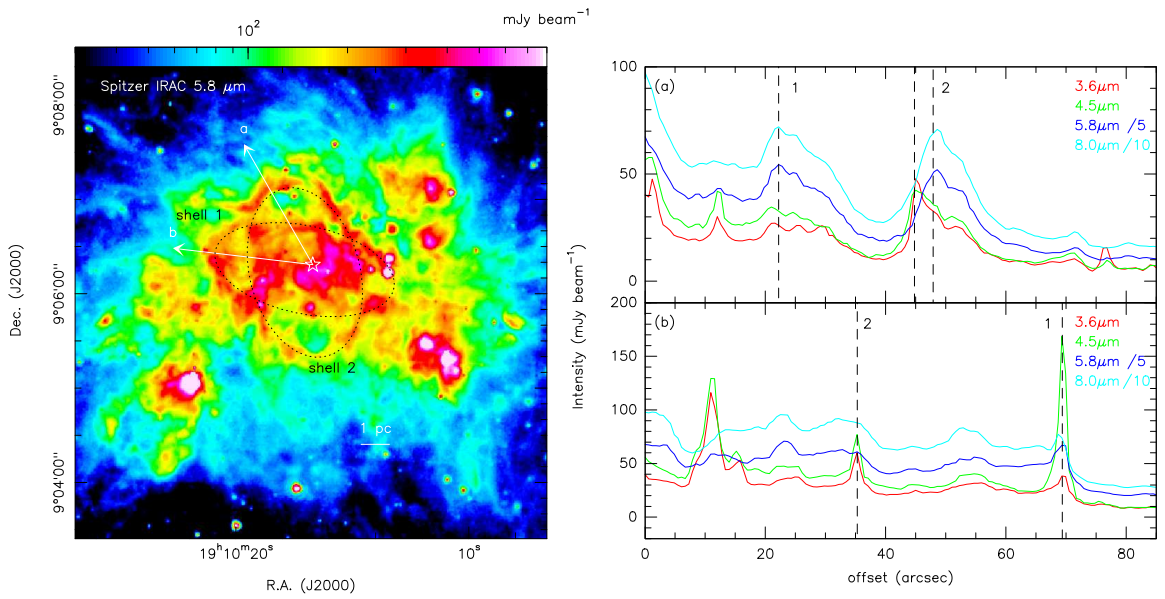 mJy beam⁻¹
10²
Spitzer IRAC 5.8 μm
a
shell 1
b
shell 2
1 pc
9°08'00"
9°06'00"
9°04'00"
Dec. (J2000)
19ʰ10ᵐ20ˢ
10ˢ
R.A. (J2000)
(a)
1
2
3.6μm
4.5μm
5.8μm /5
8.0μm/10
100
50
0
(b)
2
1
3.6μm
4.5μm
5.8μm /5
8.0μm/10
200
150
100
50
0
Intensity (mJy beam⁻¹)
0
20
40
60
80
offset (arcsec)